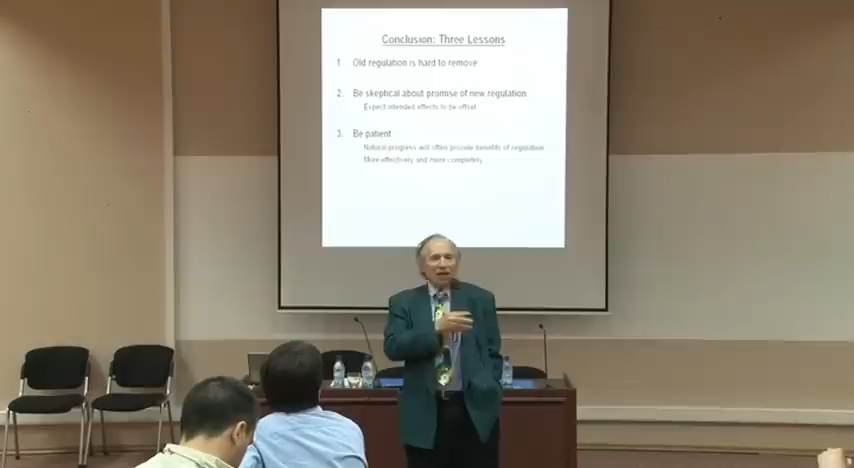 Conclusion: Three Lessons
1. Old regulation is hard to remove
2. Be skeptical about promise of new regulation
Expect intended effects to be offset
3. Be patient
Natural progress will often provide benefits of regulation
More effectively and more completely